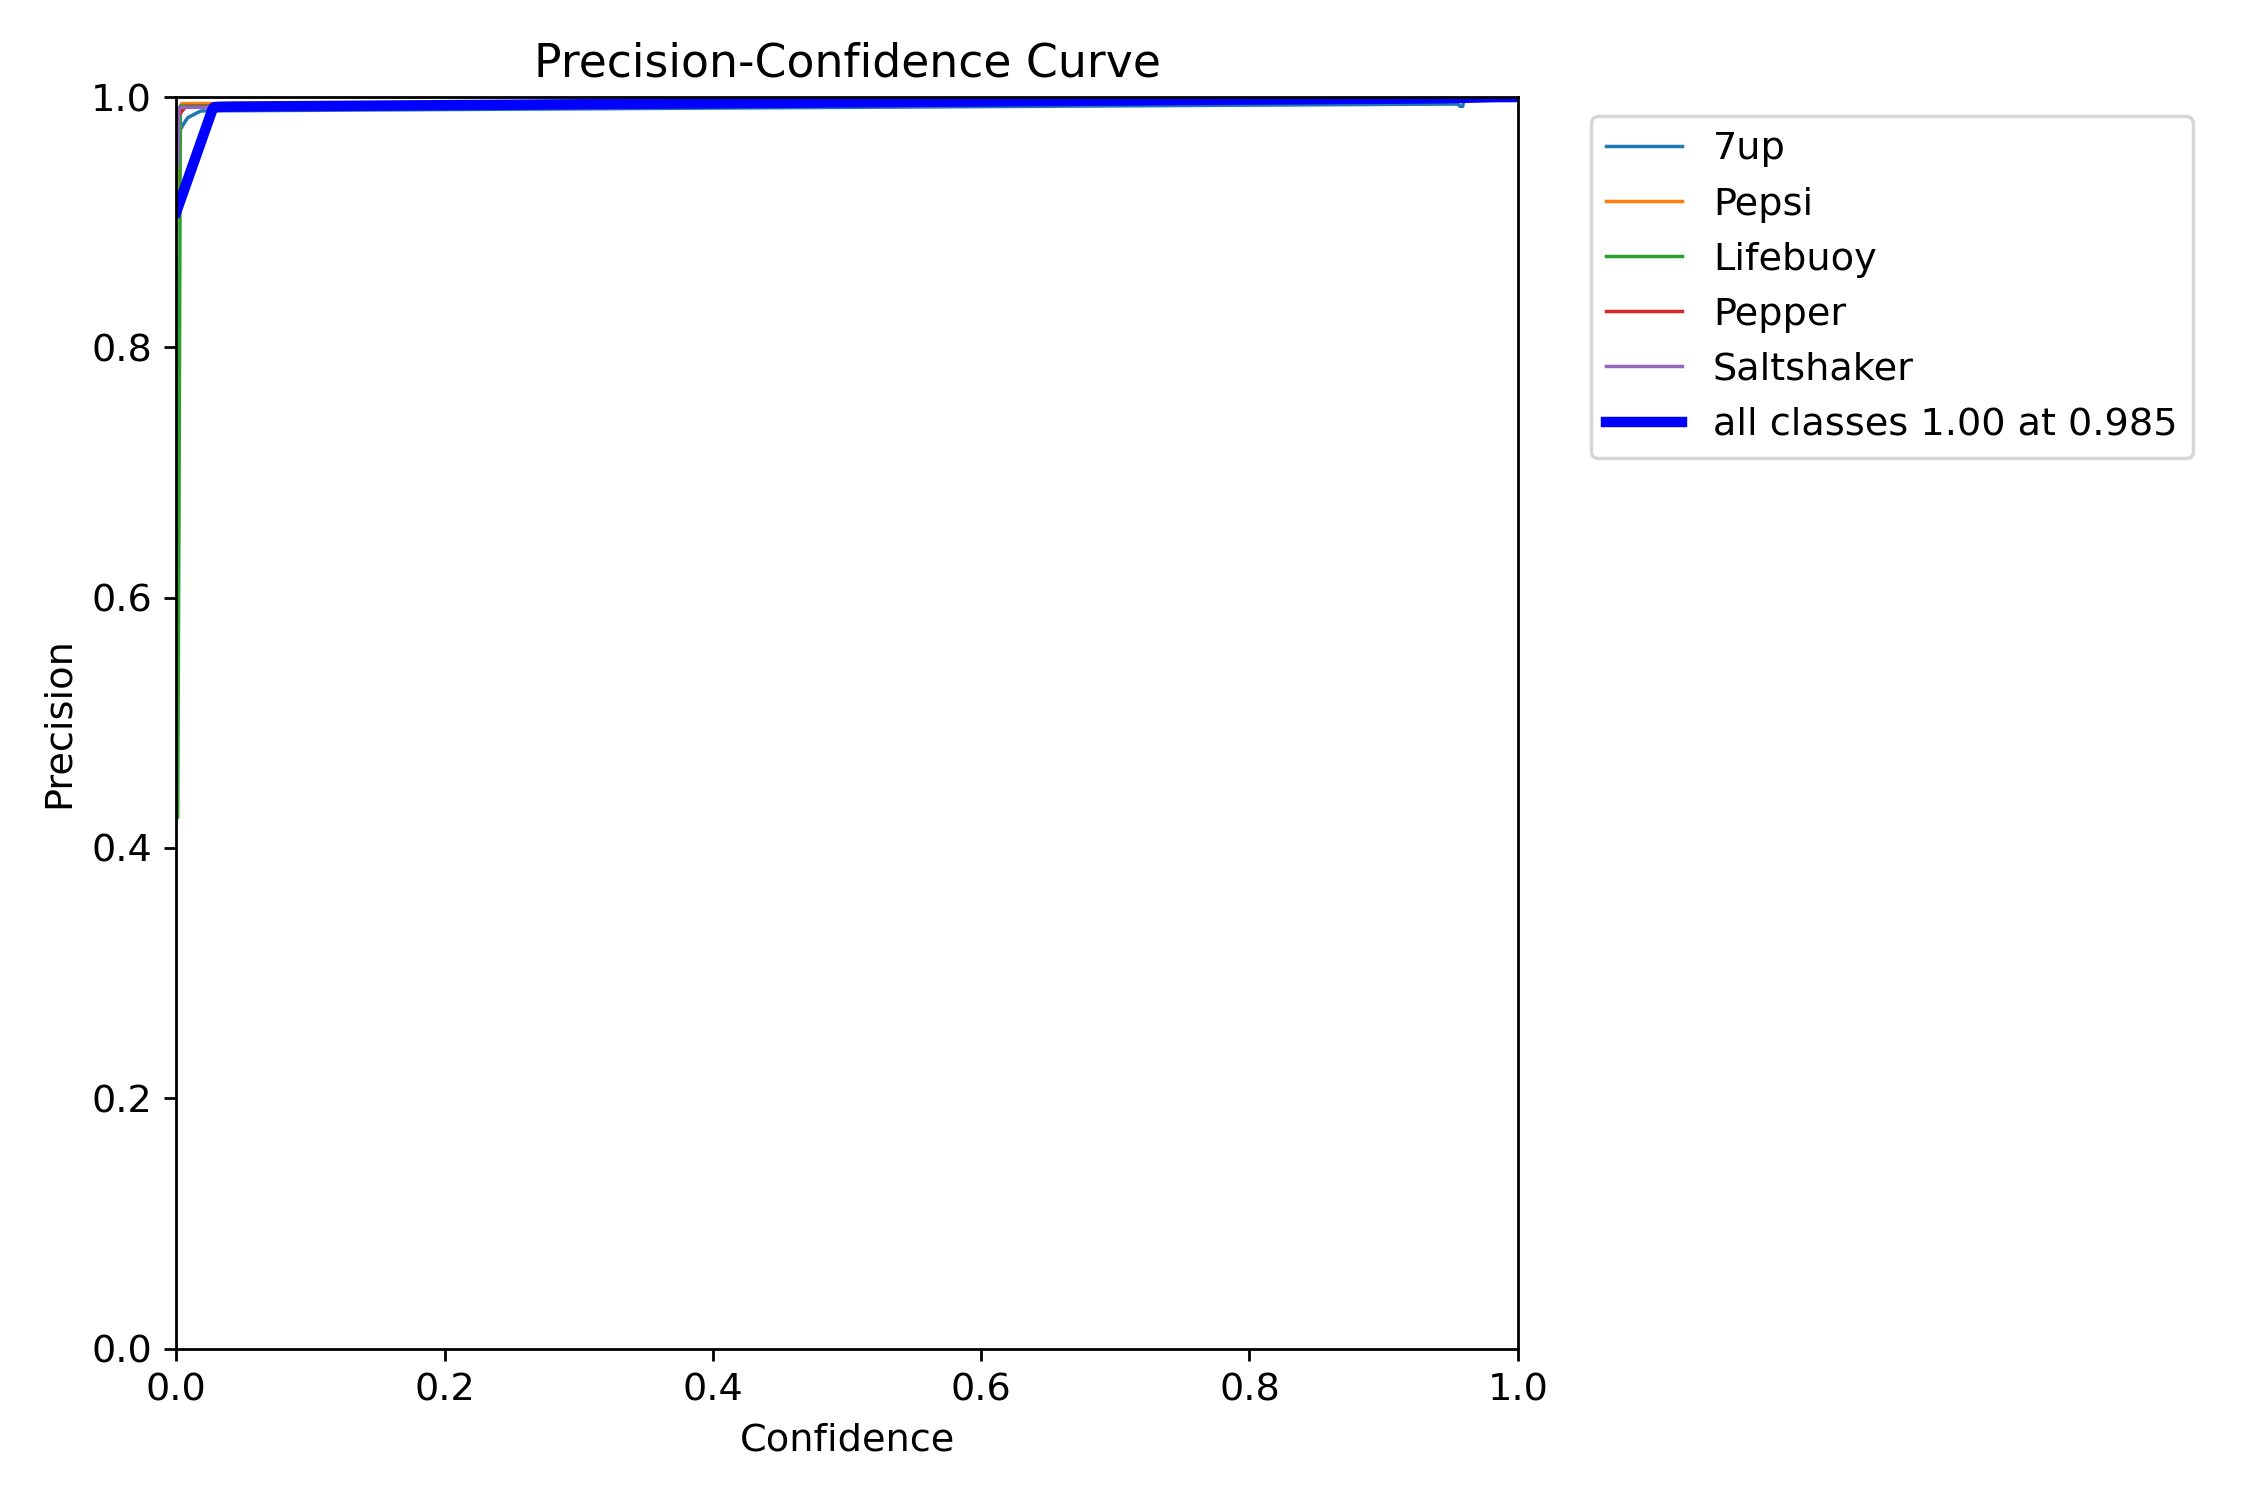 Precision-Confidence Curve
1.0
0.8
0.6
0.4
0.2
0.0
Precision
0.0 0.2 0.4 0.6 0.8 1.0
Confidence
7up
Pepsi
Lifebuoy
Pepper
Saltshaker
all classes 1.00 at 0.985